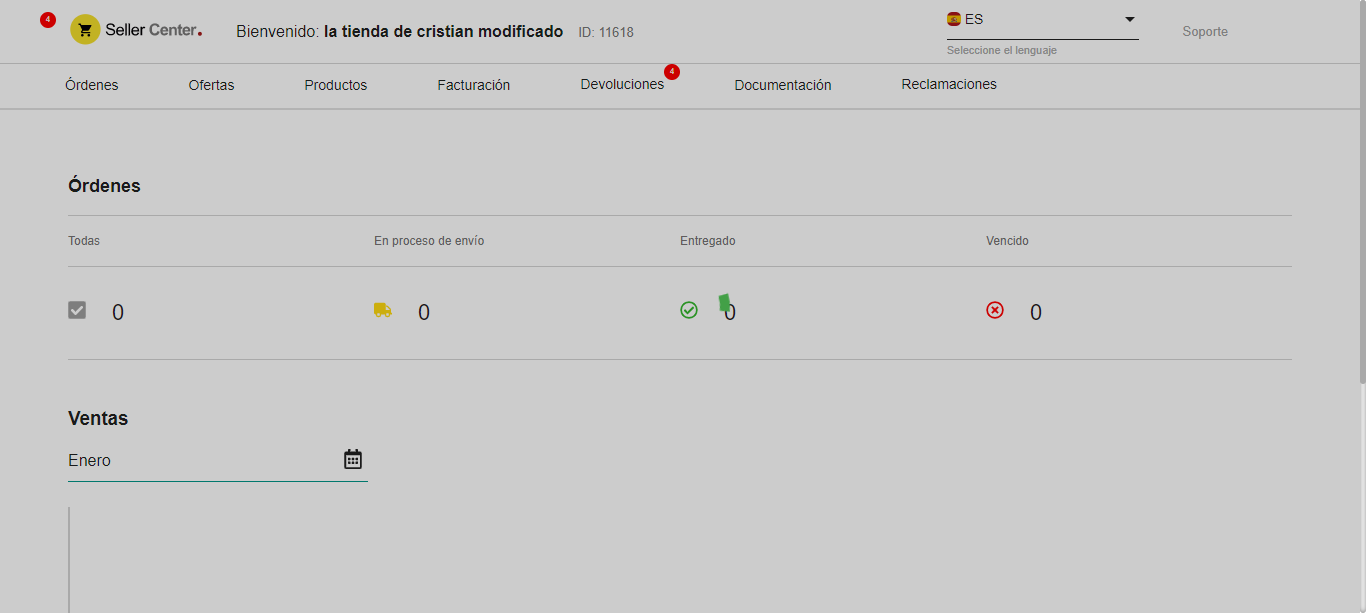 4
Seller Center.
Bienvenido: la tienda de cristian modificado ID: 11618
ES
Seleccione el lenguaje
Soporte
Órdenes Ofertas Productos Facturación Devoluciones 4 Documentación Reclamaciones
Órdenes
Todas En proceso de envío Entregado Vencido
0 0 0 0
Ventas
Enero